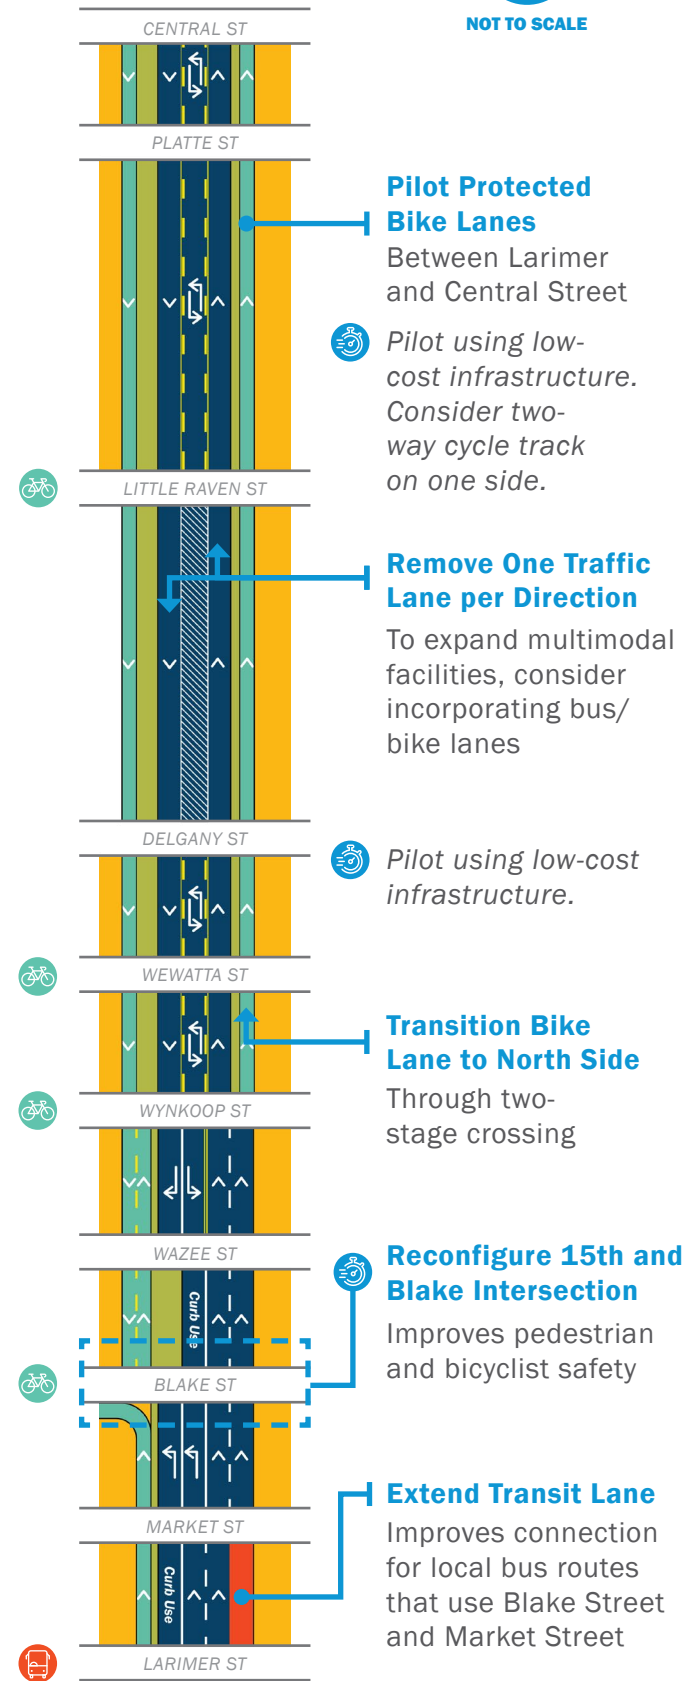 NOT TO SCALE
CENTRAL ST
PLATTE ST
Pilot Protected
Bike Lanes
Between Larimer
and Central Street
Pilot using low-
cost infrastructure.
Consider two-
way cycle track
on one side.
LITTLE RAVEN ST
Remove One Traffic
Lane per Direction
To expand multimodal
facilities, consider
incorporating bus/
bike lanes
DELGANY ST
Pilot using low-cost
infrastructure.
WEWATTA ST
Transition Bike
Lane to North Side
Through two-
stage crossing
WYNKOOP ST
WAZEE ST
Reconfigure 15th and
Blake Intersection
Improves pedestrian
and bicyclist safety
Curb Use
BLAKE ST
Extend Transit Lane
Improves connection
for local bus routes
that use Blake Street
and Market Street
MARKET ST
Curb Use
LARIMER ST